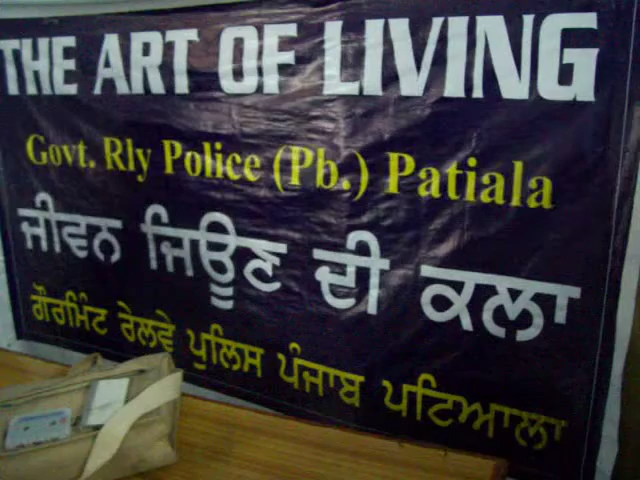 THE ART OF LIVING
Govt. Rly Police (Pb.) Patiala
ਜੀਵਨ ਜਿਊਣ ਦੀ ਕਲਾ
ਗੌਰਮਿੰਟ ਰੇਲਵੇ ਪੁਲਿਸ ਪੰਜਾਬ ਪਟਿਆਲਾ